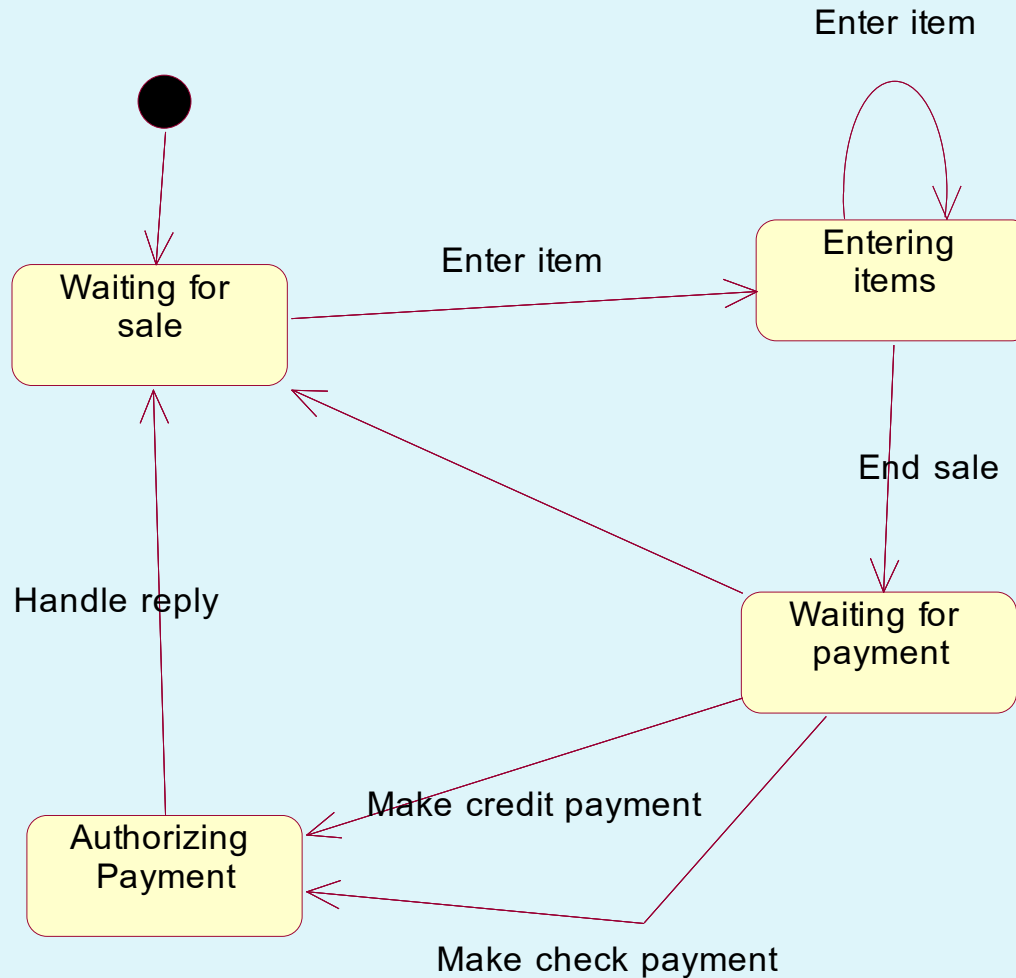 Enter item
Entering
items
Enter item
Waiting for
sale
End sale
Handle reply
Waiting for
payment
Make credit payment
Authorizing
Payment
Make check payment